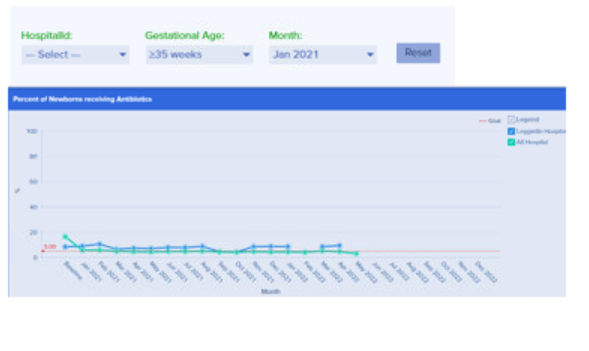 HospitalId: Gestational Age: Month:
--- Select --- ≥35 weeks Jan 2021 Reset
Percent of Newborns receiving Antibiotics
Goal Legend
LoggedIn Hospital
All Hospital
100
80
60
40
20
5.00
0
%
Baseline Jan 2021 Feb 2021 Mar 2021 Apr 2021 May 2021 Jun 2021 Jul 2021 Aug 2021 Sep 2021 Oct 2021 Nov 2021 Dec 2021 Jan 2022 Feb 2022 Mar 2022 Apr 2022 May 2022 Jun 2022 Jul 2022 Aug 2022 Sep 2022 Oct 2022 Nov 2022 Dec 2022
Month